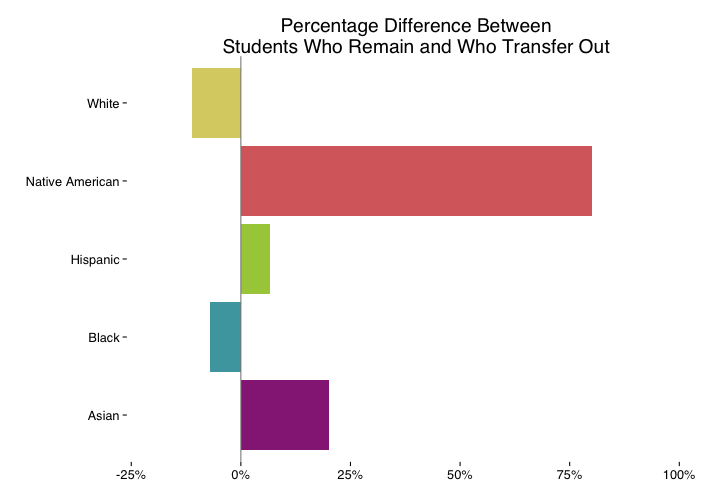 Percentage Difference Between
Students Who Remain and Who Transfer Out
White
Native American
Hispanic
Black
Asian
-25% 0% 25% 50% 75% 100%